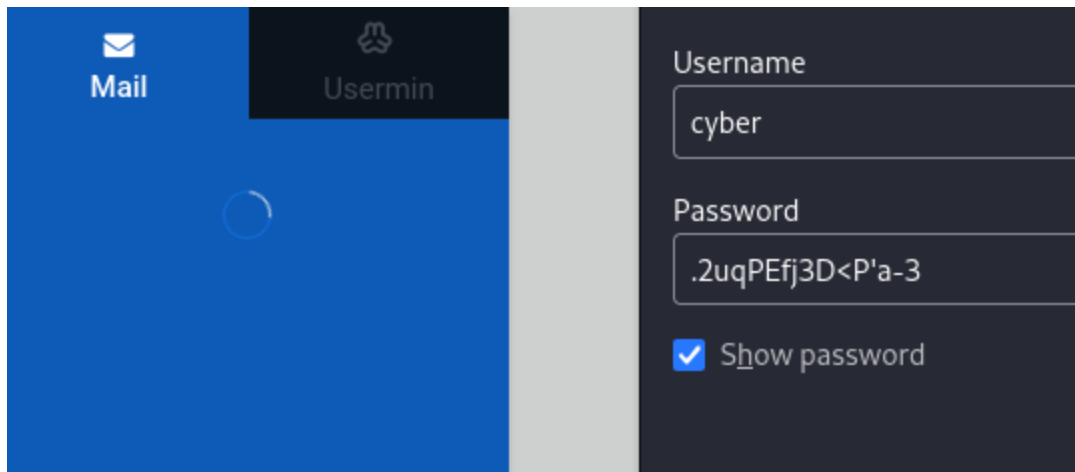 Mail
Usermin
Username
cyber
Password
.2uqPEfj3D<P'a-3
Show password